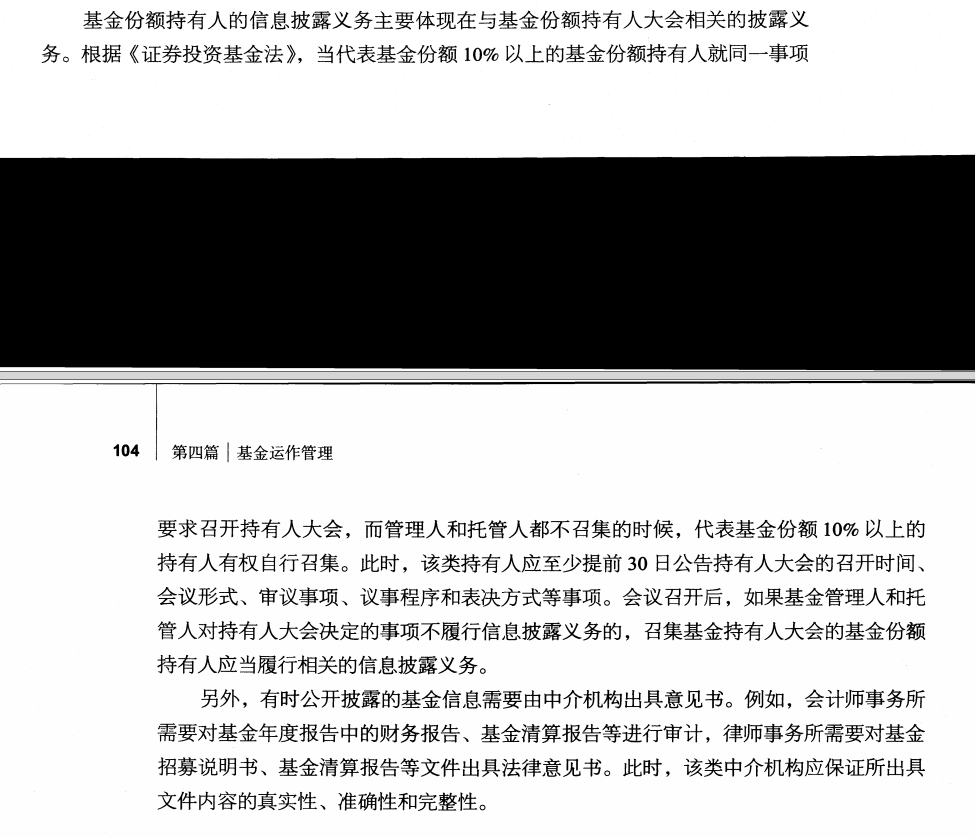 基金份额持有人的信息披露义务主要体现在与基金份额持有人大会相关的披露义
务。根据《证券投资基金法》，当代表基金份额 10% 以上的基金份额持有人就同一事项
104 第四篇 | 基金运作管理
要求召开持有人大会，而管理人和托管人都不召集的时候，代表基金份额 10% 以上的
持有人有权自行召集。此时，该类持有人应至少提前 30 日公告持有人大会的召开时间、
会议形式、审议事项、议事程序和表决方式等事项。会议召开后，如果基金管理人和托
管人对持有人大会决定的事项不履行信息披露义务的，召集基金持有人大会的基金份额
持有人应当履行相关的信息披露义务。
另外，有时公开披露的基金信息需要由中介机构出具意见书。例如，会计师事务所
需要对基金年度报告中的财务报告、基金清算报告等进行审计，律师事务所需要对基金
招募说明书、基金清算报告等文件出具法律意见书。此时，该类中介机构应保证所出具
文件内容的真实性、准确性和完整性。